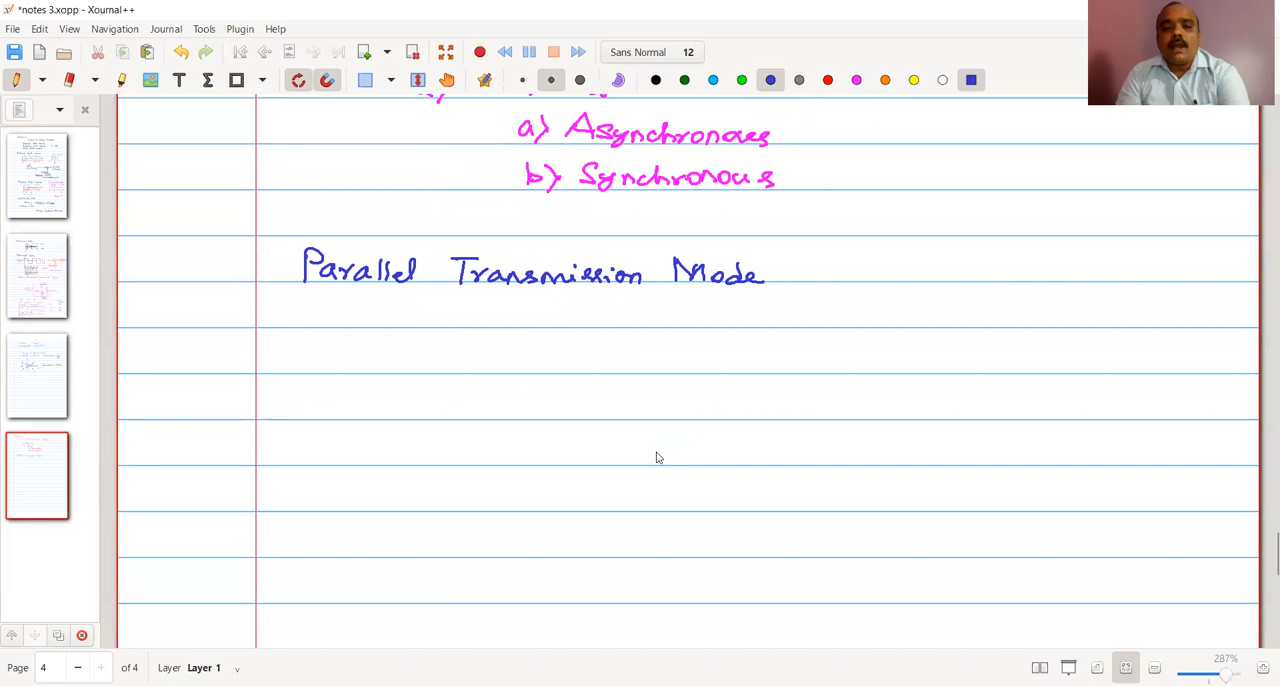 *notes 3.xopp - Xournal++
File Edit View Navigation Journal Tools Plugin Help
Sans Normal 12
a) Asynchronous
b) Synchronous
Parallel Transmission Mode
Page 4 of 4 Layer Layer 1 287%